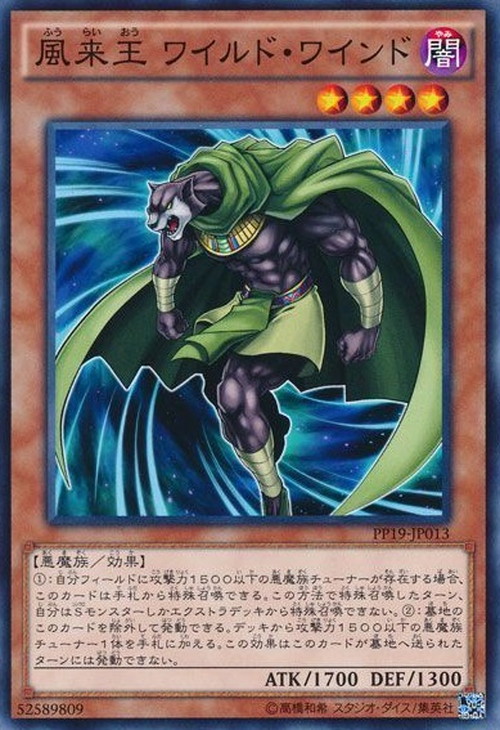 風来王 ワイルド・ワインド
闇
PP19-JP013
【悪魔族／効果】
①：自分フィールドに攻撃力１５００以下の悪魔族チューナーが存在する場合、
このカードは手札から特殊召喚できる。この方法で特殊召喚したターン、
自分はＳモンスターしかエクストラデッキから特殊召喚できない。②：墓地の
このカードを除外して発動できる。デッキから攻撃力１５００以下の悪魔族
チューナー１体を手札に加える。この効果はこのカードが墓地へ送られた
ターンには発動できない。
ATK/1700 DEF/1300
52589809
©高橋和希 スタジオ・ダイス/集英社